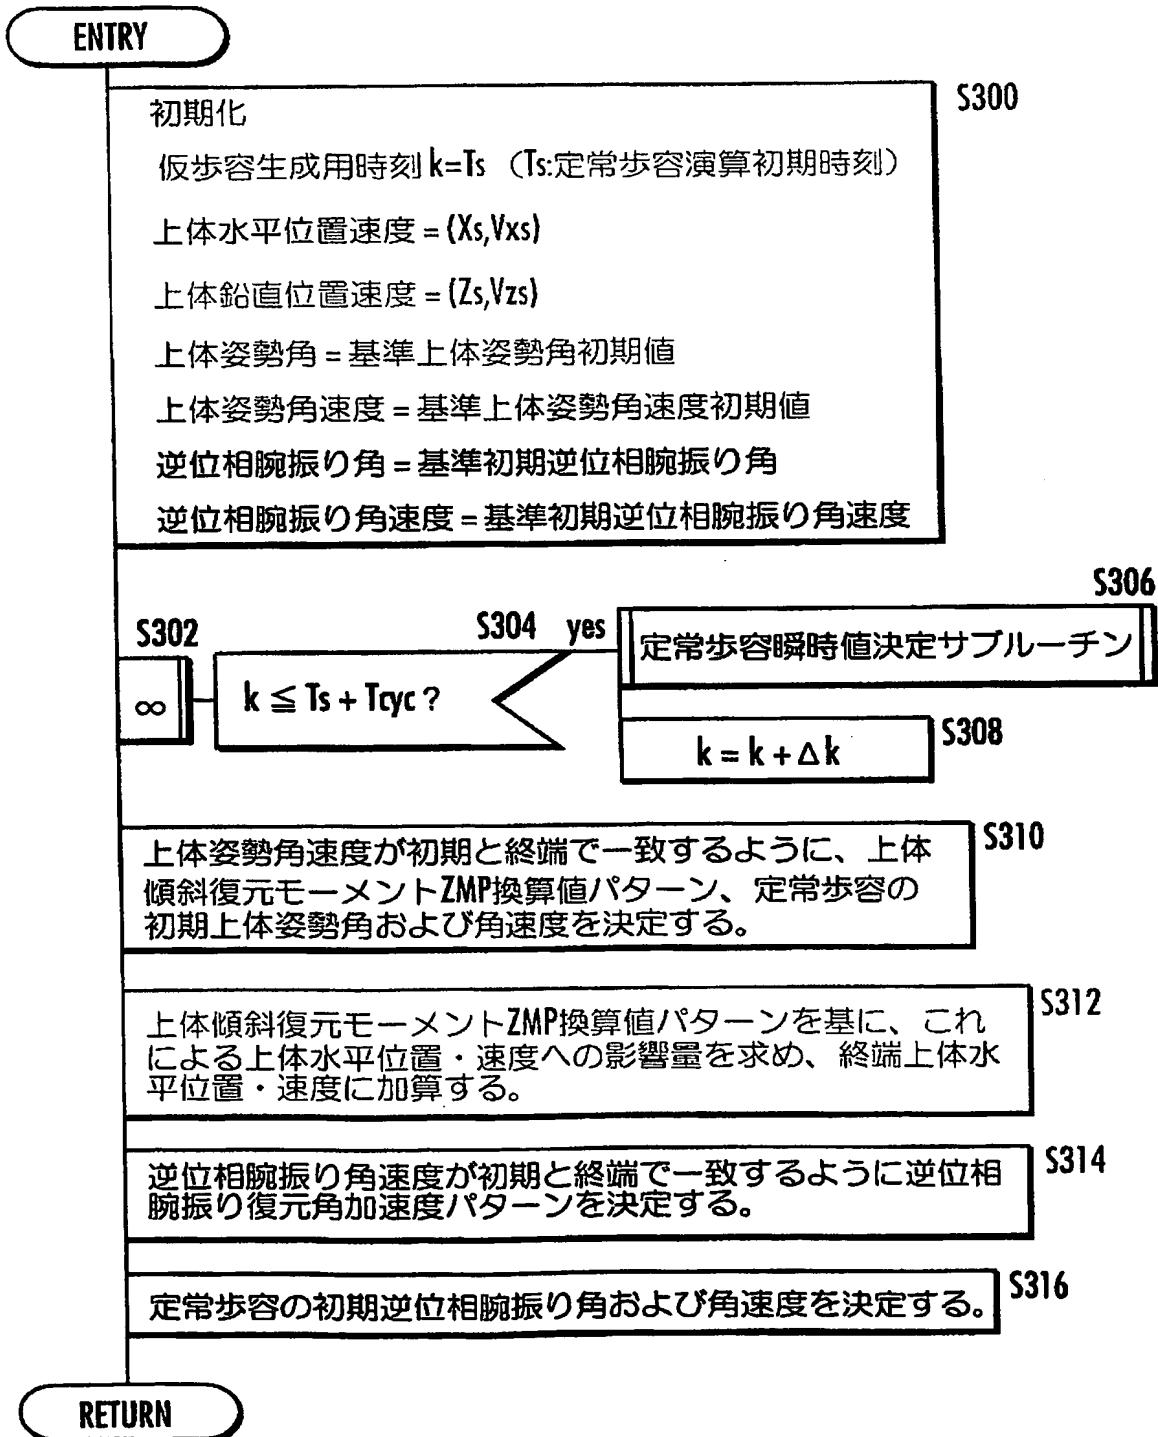 ENTRY
S300
初期化
仮歩容生成用時刻 k=Ts (Ts:定常歩容演算初期時刻)
上体水平位置速度 = (Xs,Vxs)
上体鉛直位置速度 = (Zs,Vzs)
上体姿勢角 = 基準上体姿勢角初期値
上体姿勢角速度 = 基準上体姿勢角速度初期値
逆位相腕振り角 = 基準初期逆位相腕振り角
逆位相腕振り角速度 = 基準初期逆位相腕振り角速度
S302
∞
S304 yes
k ≦ Ts + Tcyc ?
S306
定常歩容瞬時値決定サブルーチン
S308
k = k + Δk
S310
上体姿勢角速度が初期と終端で一致するように、上体
傾斜復元モーメントZMP換算値パターン、定常歩容の
初期上体姿勢角および角速度を決定する。
S312
上体傾斜復元モーメントZMP換算値パターンを基に、これ
による上体水平位置・速度への影響量を求め、終端上体水
平位置・速度に加算する。
S314
逆位相腕振り角速度が初期と終端で一致するように逆位相
腕振り復元角加速度パターンを決定する。
S316
定常歩容の初期逆位相腕振り角および角速度を決定する。
RETURN